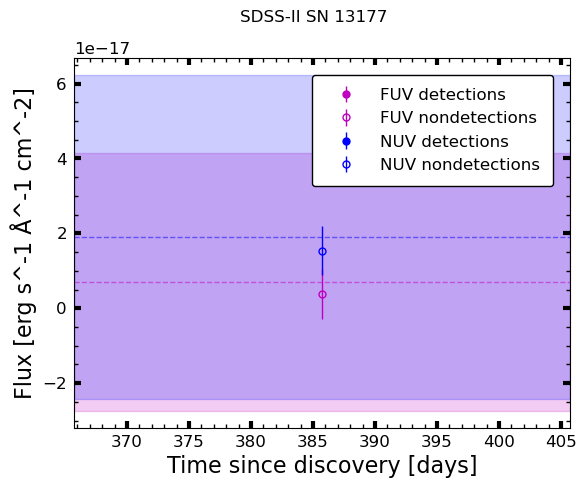 SDSS-II SN 13177
1e−17
FUV detections
FUV nondetections
NUV detections
NUV nondetections
6
4
2
0
−2
Flux [erg s^-1 Å^-1 cm^-2]
370 375 380 385 390 395 400 405
Time since discovery [days]